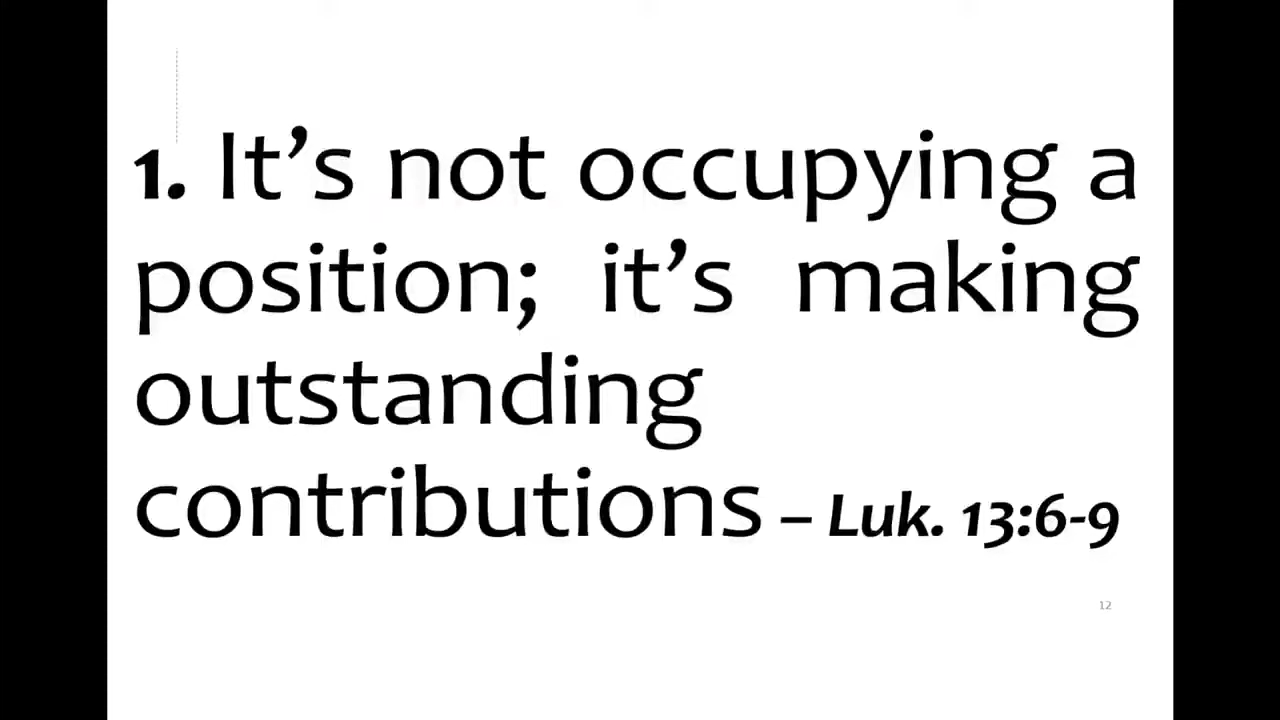 1. It’s not occupying a
position; it’s making
outstanding
contributions – Luk. 13:6-9
12